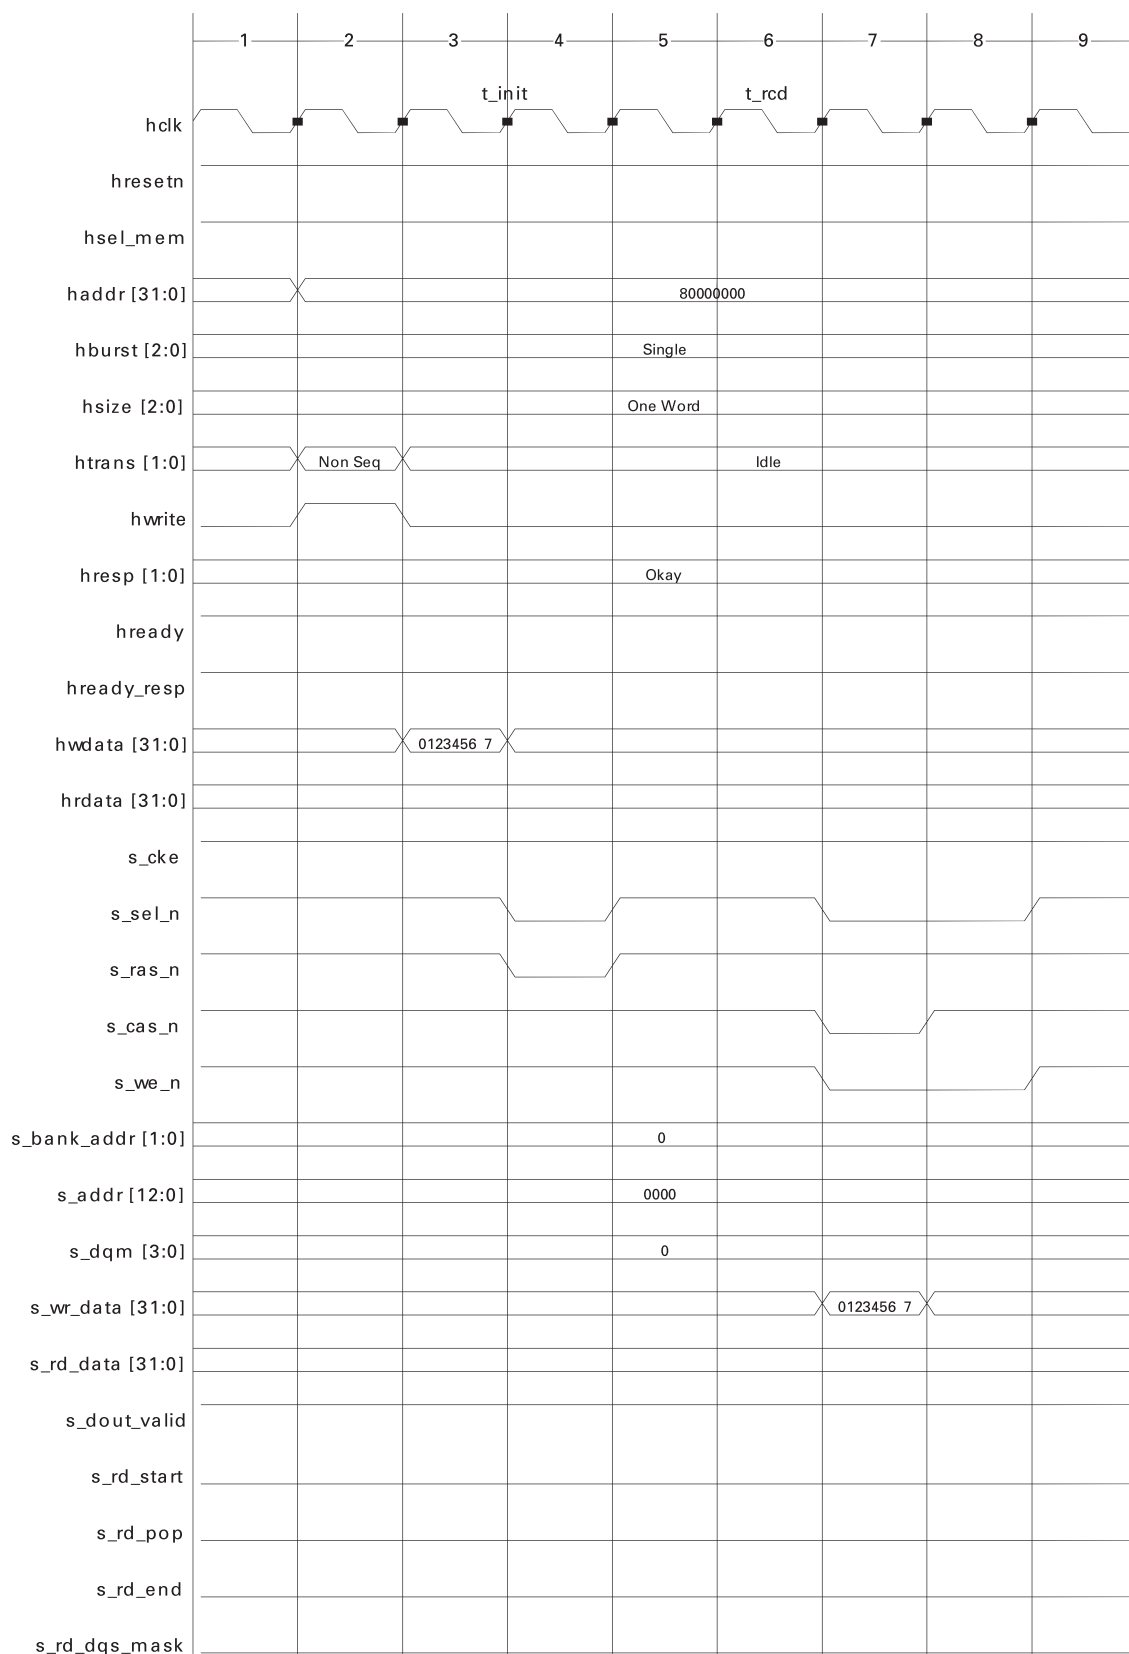 1 2 3 4 5 6 7 8 9
t_init t_rcd
hclk
hresetn
hsel_mem
haddr [31:0] 80000000
hburst [2:0] Single
hsize [2:0] One Word
htrans [1:0] Non Seq Idle
hwrite
hresp [1:0] Okay
hready
hready_resp
hwdata [31:0] 0123456 7
hrdata [31:0]
s_cke
s_sel_n
s_ras_n
s_cas_n
s_we_n
s_bank_addr [1:0] 0
s_addr [12:0] 0000
s_dqm [3:0] 0
s_wr_data [31:0] 0123456 7
s_rd_data [31:0]
s_dout_valid
s_rd_start
s_rd_pop
s_rd_end
s_rd_dqs_mask